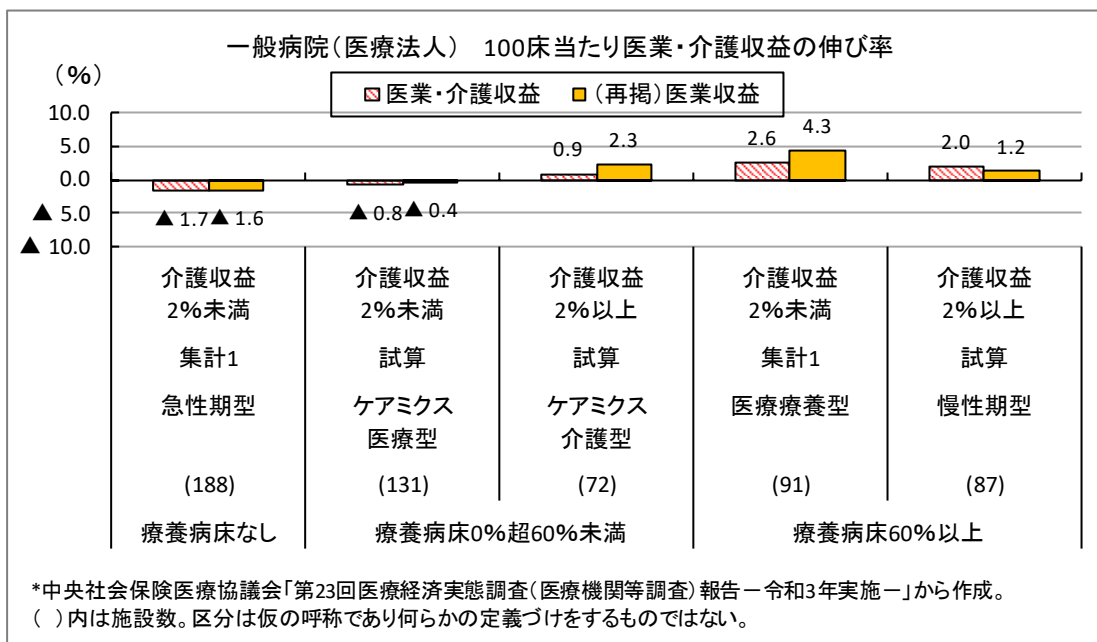 一般病院(医療法人) 100床当たり医業・介護収益の伸び率
(%)
医業・介護収益 (再掲)医業収益
10.0
5.0
0.0
▲ 5.0
▲ 10.0
▲ 1.7 ▲ 1.6 ▲ 0.8 ▲ 0.4 0.9 2.3 2.6 4.3 2.0 1.2
介護収益 介護収益 介護収益 介護収益 介護収益
2%未満 2%未満 2%以上 2%未満 2%以上
集計1 試算 試算 集計1 試算
急性期型 ケアミクス ケアミクス 医療療養型 慢性期型
医療型 介護型
(188) (131) (72) (91) (87)
療養病床なし 療養病床0%超60%未満 療養病床60%以上
*中央社会保険医療協議会「第23回医療経済実態調査(医療機関等調査)報告-令和3年実施-」から作成。
( )内は施設数。区分は仮の呼称であり何らかの定義づけをするものではない。